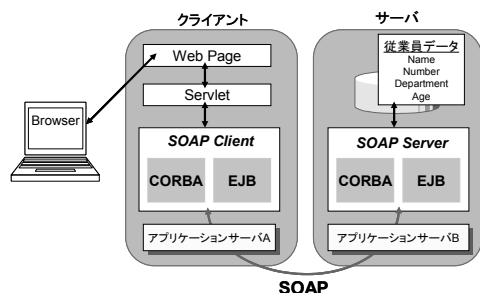 クライアント
Web Page
Servlet
SOAP Client
CORBA
EJB
アプリケーションサーバA
Browser
サーバ
従業員データ
Name
Number
Department
Age
SOAP Server
CORBA
EJB
アプリケーションサーバB
SOAP